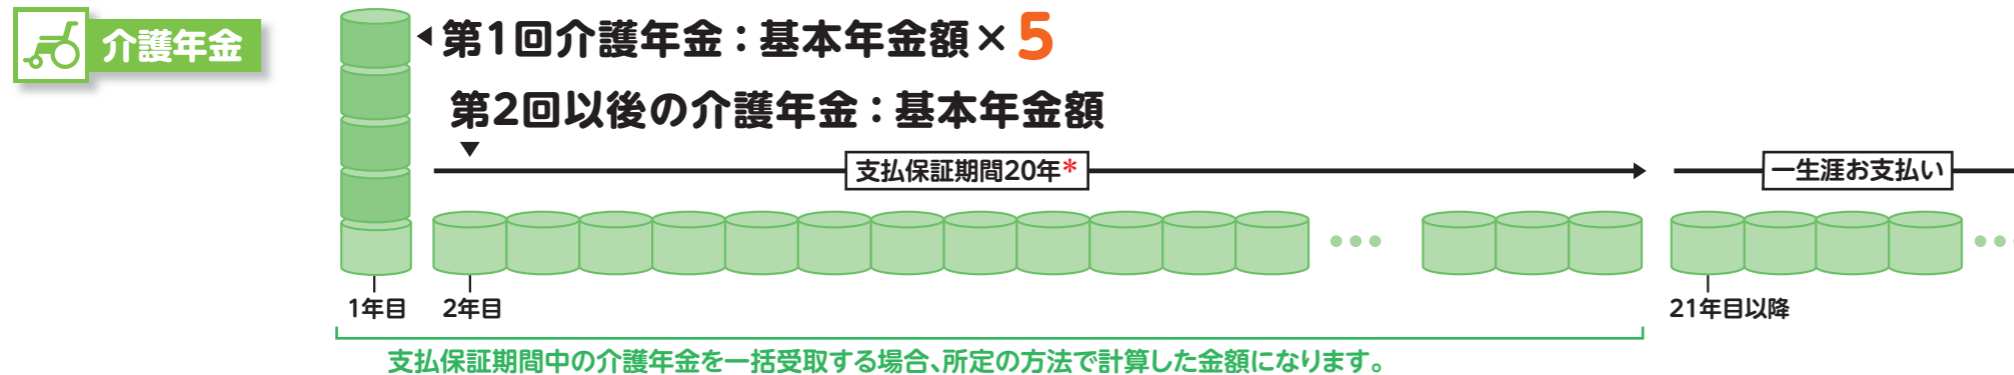 介護年金
第1回介護年金：基本年金額×5
第2回以後の介護年金：基本年金額
支払保証期間20年*
一生涯お支払い
1年目
2年目
21年目以降
支払保証期間中の介護年金を一括受取する場合、所定の方法で計算した金額になります。